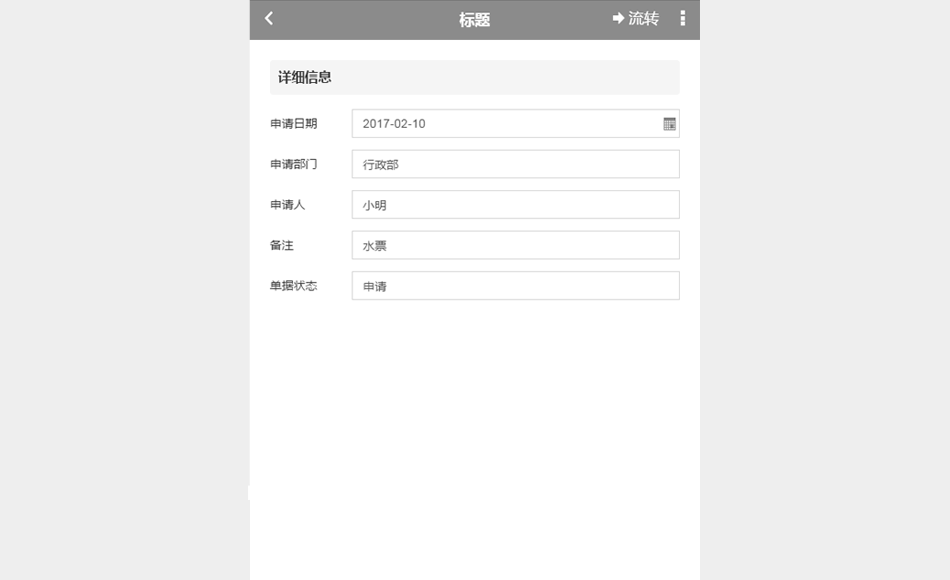 标题 流转
详细信息
申请日期 2017-02-10
申请部门 行政部
申请人 小明
备注 水票
单据状态 申请